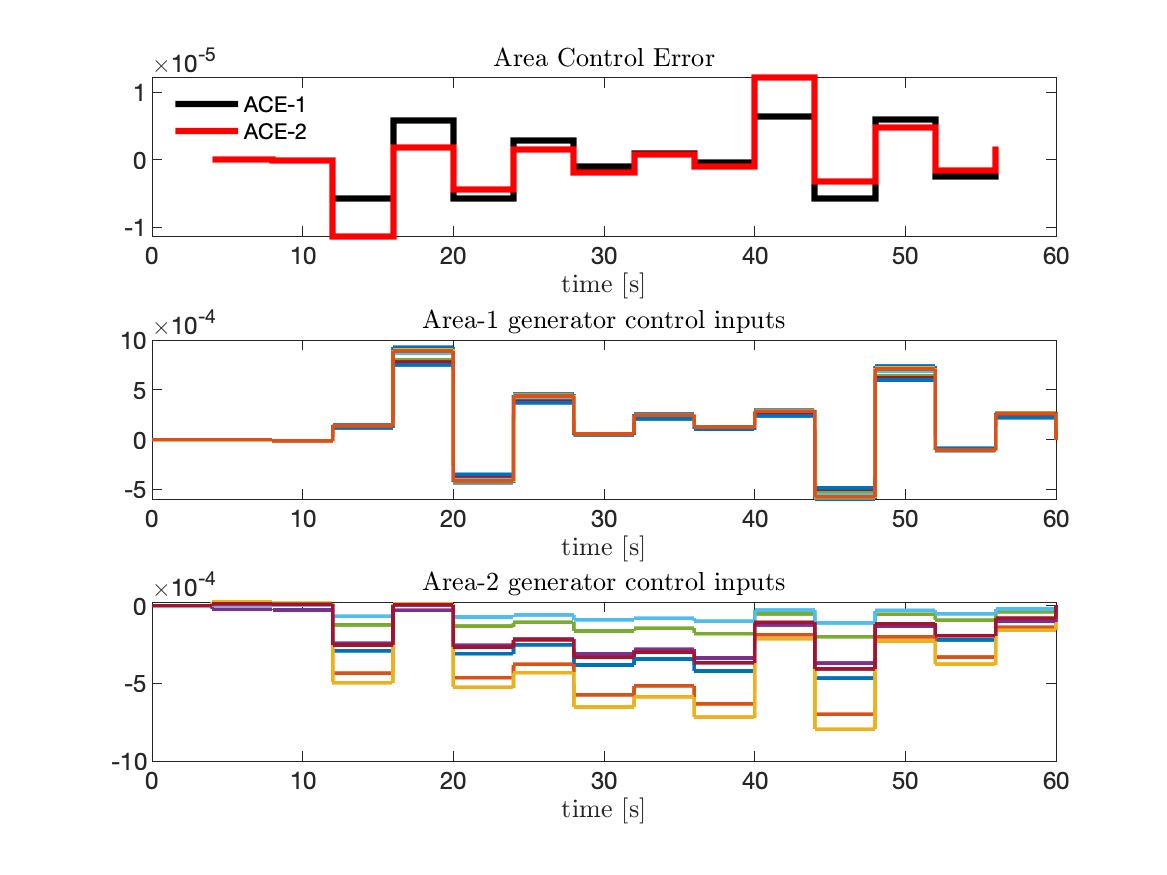 ×10-5
Area Control Error
1
ACE-1
ACE-2
0
-1
0 10 20 30 40 50 60
time [s]
×10-4
Area-1 generator control inputs
10
5
0
-5
0 10 20 30 40 50 60
time [s]
×10-4
Area-2 generator control inputs
0
-5
-10
0 10 20 30 40 50 60
time [s]